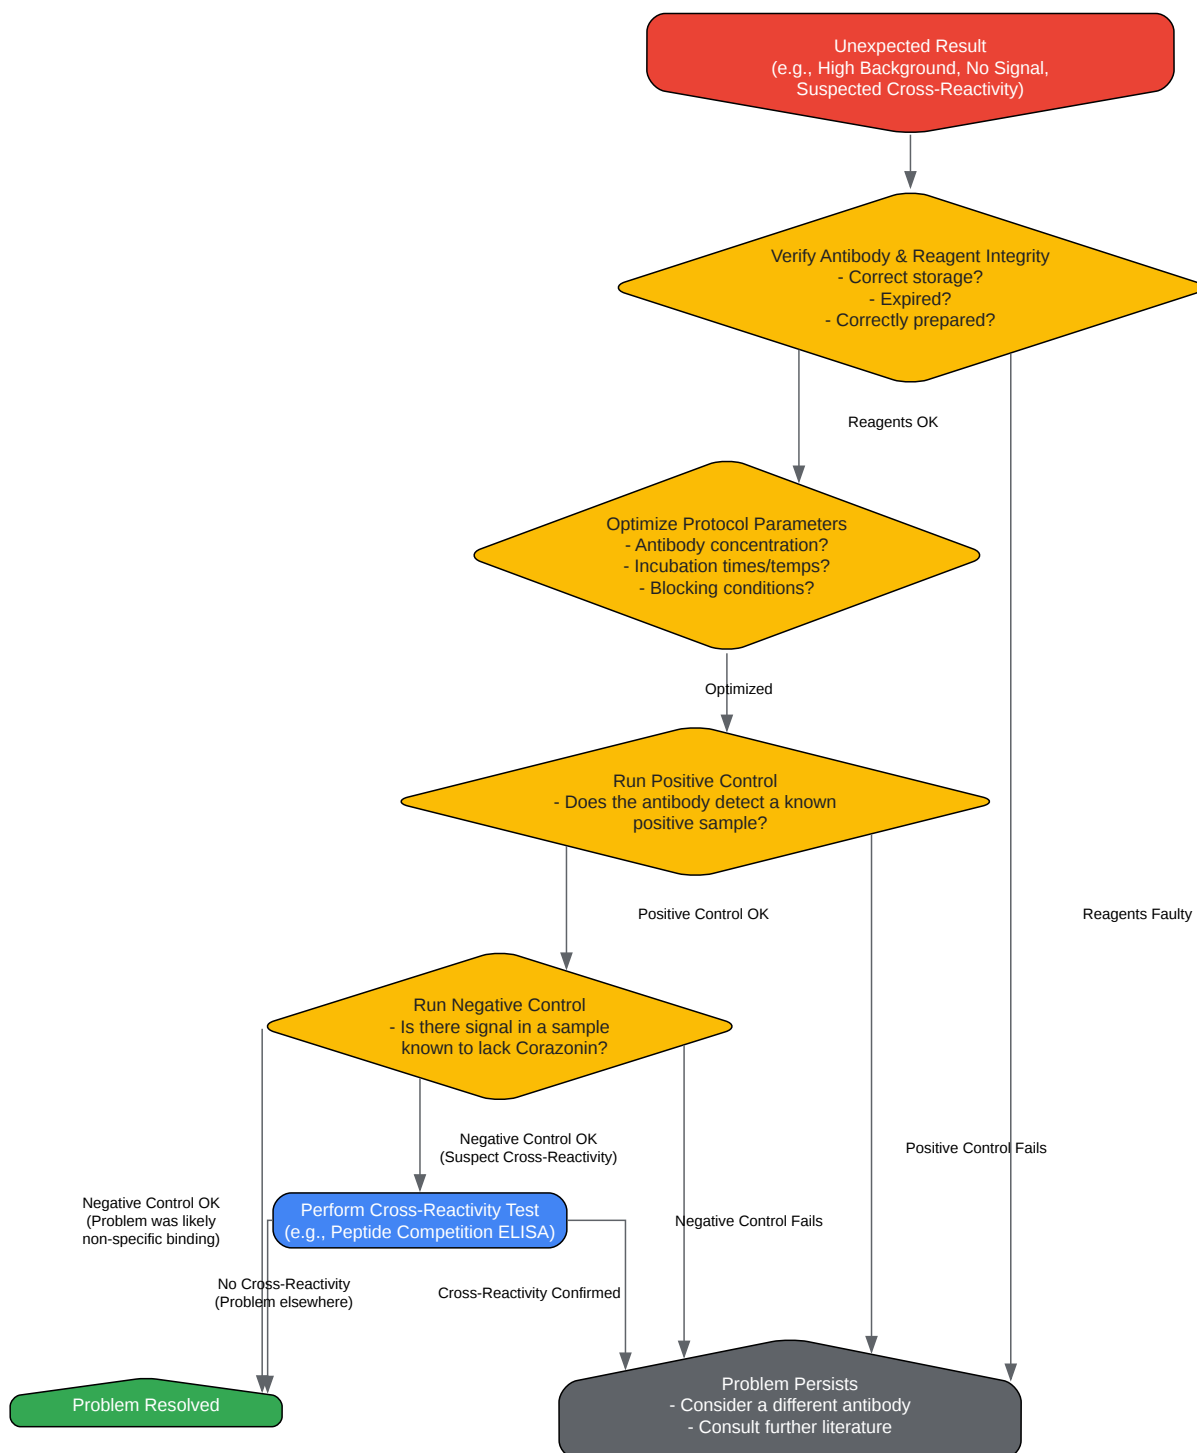 Unexpected Result
(e.g., High Background, No Signal,
Suspected Cross-Reactivity)
Verify Antibody & Reagent Integrity
- Correct storage?
- Expired?
- Correctly prepared?
Reagents OK
Optimize Protocol Parameters
- Antibody concentration?
- Incubation times/temps?
- Blocking conditions?
Optimized
Run Positive Control
- Does the antibody detect a known
positive sample?
Positive Control OK
Reagents Faulty
Run Negative Control
- Is there signal in a sample
known to lack Corazonin?
Negative Control OK
(Suspect Cross-Reactivity)
Positive Control Fails
Negative Control OK
(Problem was likely
non-specific binding)
Perform Cross-Reactivity Test
(e.g., Peptide Competition ELISA)
Negative Control Fails
No Cross-Reactivity
(Problem elsewhere)
Cross-Reactivity Confirmed
Problem Resolved
Problem Persists
- Consider a different antibody
- Consult further literature